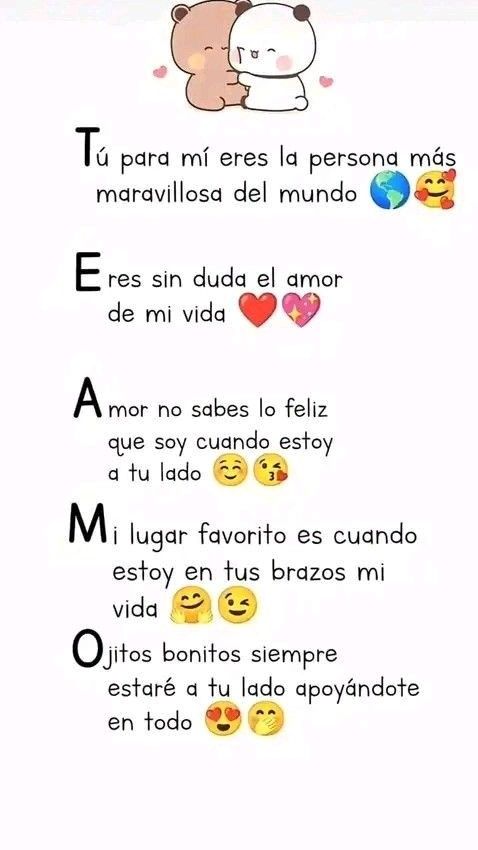 Tú para mí eres la persona más
maravillosa del mundo 🌎🥰
Eres sin duda el amor
de mi vida ❤️💖
Amor no sabes lo feliz
que soy cuando estoy
a tu lado ☺️😘
Mi lugar favorito es cuando
estoy en tus brazos mi
vida 🤗😉
Ojitos bonitos siempre
estaré a tu lado apoyándote
en todo 😍🤭